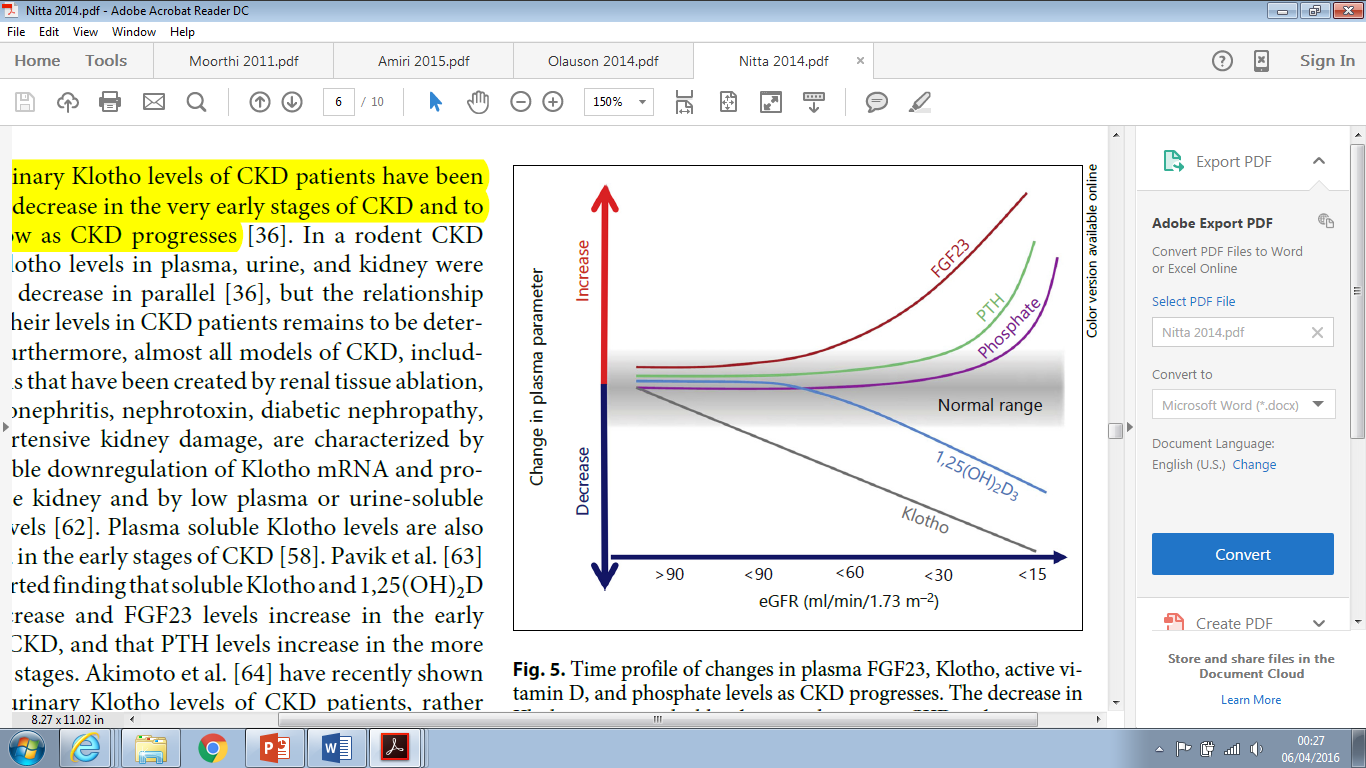 Nitta 2014.pdf - Adobe Acrobat Reader DC
File Edit View Window Help
Home Tools Moorthi 2011.pdf Amiri 2015.pdf Olauson 2014.pdf Nitta 2014.pdf × Sign In
6 / 10 150%
inary Klotho levels of CKD patients have been
decrease in the very early stages of CKD and to
ow as CKD progresses [36]. In a rodent CKD
lotho levels in plasma, urine, and kidney were
decrease in parallel [36], but the relationship
heir levels in CKD patients remains to be deter-
urthermore, almost all models of CKD, includ-
s that have been created by renal tissue ablation,
onephritis, nephrotoxin, diabetic nephropathy,
rtensive kidney damage, are characterized by
ble downregulation of Klotho mRNA and pro-
e kidney and by low plasma or urine-soluble
vels [62]. Plasma soluble Klotho levels are also
in the early stages of CKD [58]. Pavik et al. [63]
rted finding that soluble Klotho and 1,25(OH)₂D
crease and FGF23 levels increase in the early
CKD, and that PTH levels increase in the more
stages. Akimoto et al. [64] have recently shown
urinary Klotho levels of CKD patients, rather
Change in plasma parameter
Increase
Decrease
FGF23
PTH
Phosphate
Normal range
1,25(OH)₂D₃
Klotho
>90 <90 <60 <30 <15
eGFR (ml/min/1.73 m⁻²)
Color version available online
Fig. 5. Time profile of changes in plasma FGF23, Klotho, active vi-
tamin D, and phosphate levels as CKD progresses. The decrease in
8.27 x 11.02 in
Export PDF
Adobe Export PDF
Convert PDF Files to Word
or Excel Online
Select PDF File
Nitta 2014.pdf
Convert to
Microsoft Word (*.docx)
Document Language:
English (U.S.) Change
Convert
Create PDF
Store and share files in the
Document Cloud
Learn More
00:27
06/04/2016